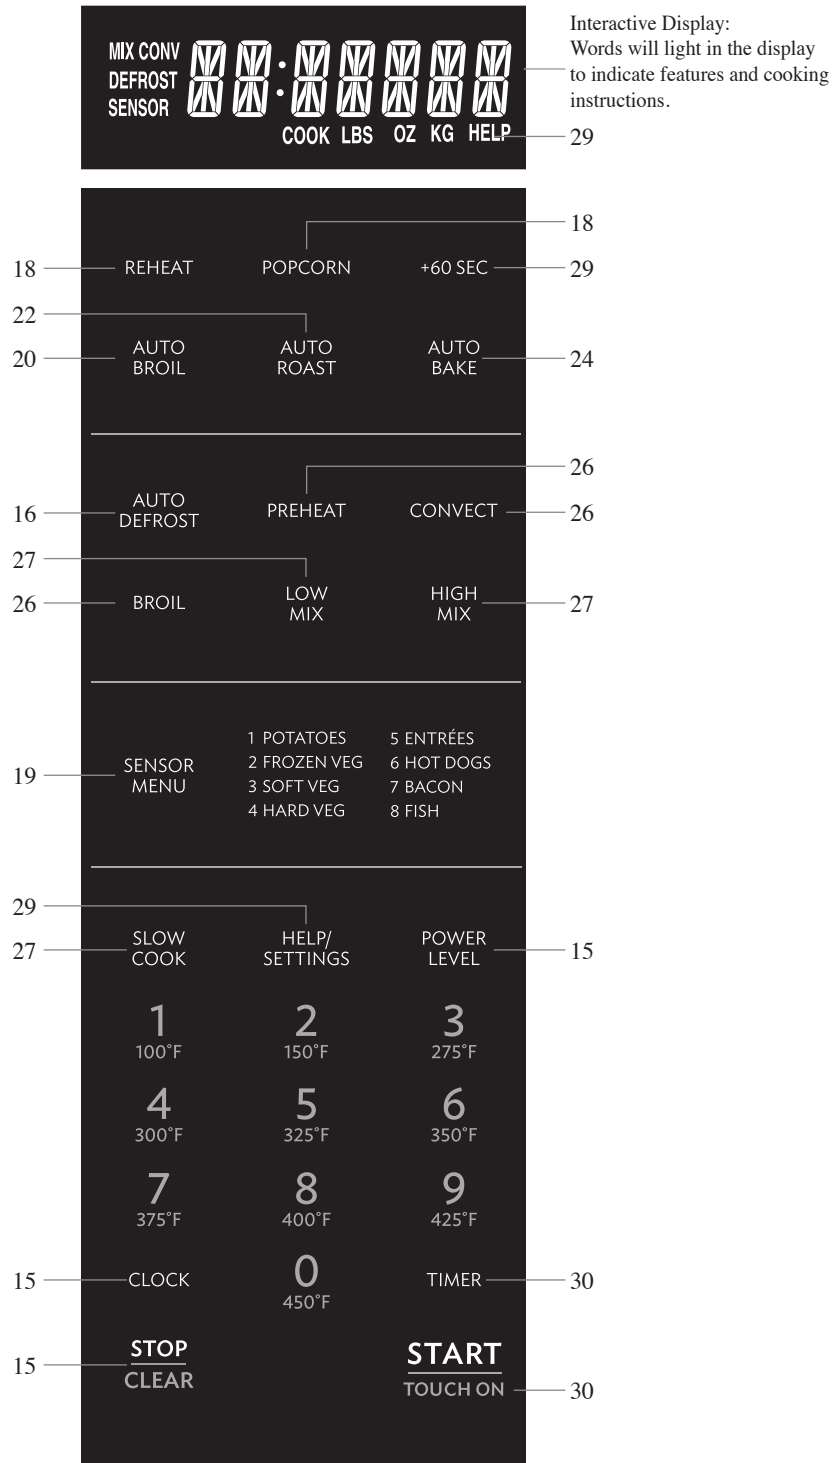 MIX CONV
DEFROST
SENSOR
COOK LBS OZ KG HELP
Interactive Display:
Words will light in the display
to indicate features and cooking
instructions.
29
18
18 REHEAT POPCORN +60 SEC 29
22
20 AUTO BROIL AUTO ROAST AUTO BAKE 24
26
16 AUTO DEFROST PREHEAT CONVECT 26
27
26 BROIL LOW MIX HIGH MIX 27
19 SENSOR MENU
1 POTATOES 5 ENTRÉES
2 FROZEN VEG 6 HOT DOGS
3 SOFT VEG 7 BACON
4 HARD VEG 8 FISH
29
27 SLOW COOK HELP/ SETTINGS POWER LEVEL 15
1 2 3
100°F 150°F 275°F
4 5 6
300°F 325°F 350°F
7 8 9
375°F 400°F 425°F
15 CLOCK 0 TIMER 30
450°F
STOP START
15
CLEAR TOUCH ON 30